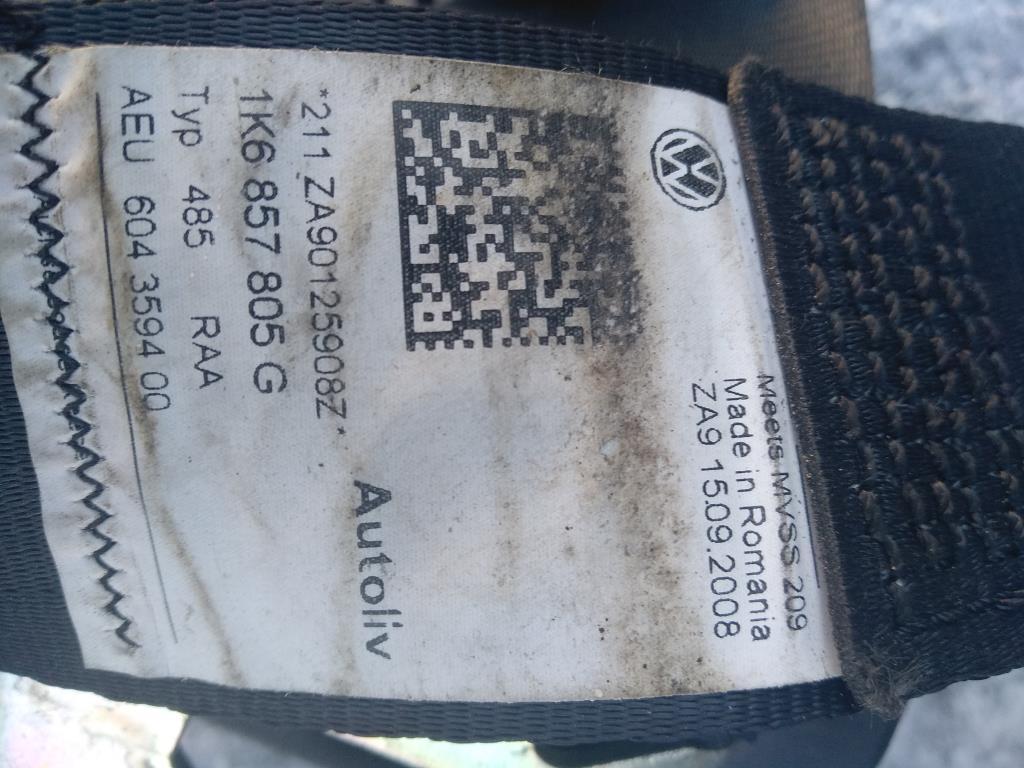 Meets MVSS 209
Made in Romania
ZA9 15.09.2008
Autoliv
*211 ZA90125908Z*
1K6 857 805 G
Typ 485 RAA
AEU 604 3594 00